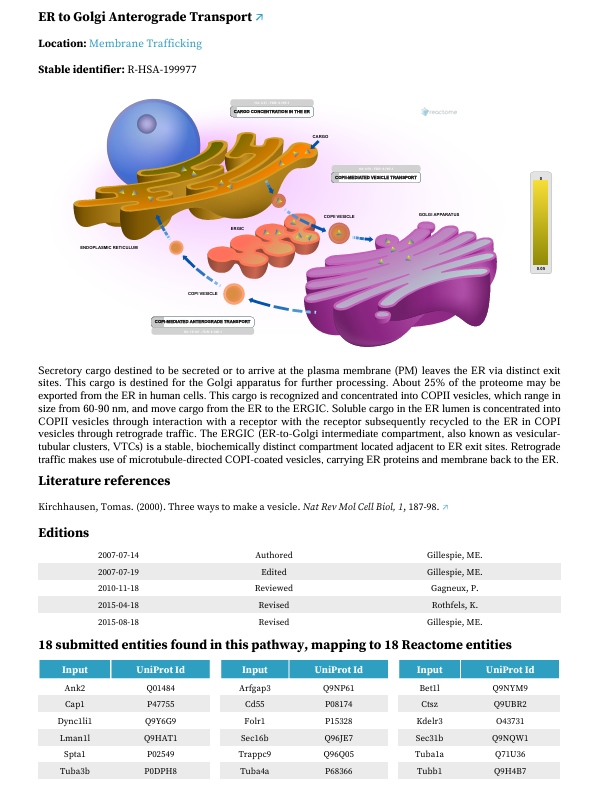 ER to Golgi Anterograde Transport ↗
Location: Membrane Trafficking
Stable identifier: R-HSA-199977
CARGO CONCENTRATION IN THE ER
reactome
CARGO
COPII-MEDIATED VESICLE TRANSPORT
0
COPII VESICLE
GOLGI APPARATUS
ERGIC
ENDOPLASMIC RETICULUM
0.05
COPI VESICLE
COPI-MEDIATED ANTEROGRADE TRANSPORT
Secretory cargo destined to be secreted or to arrive at the plasma membrane (PM) leaves the ER via distinct exit
sites. This cargo is destined for the Golgi apparatus for further processing. About 25% of the proteome may be
exported from the ER in human cells. This cargo is recognized and concentrated into COPII vesicles, which range in
size from 60-90 nm, and move cargo from the ER to the ERGIC. Soluble cargo in the ER lumen is concentrated into
COPII vesicles through interaction with a receptor with the receptor subsequently recycled to the ER in COPI
vesicles through retrograde traffic. The ERGIC (ER-to-Golgi intermediate compartment, also known as vesicular-
tubular clusters, VTCs) is a stable, biochemically distinct compartment located adjacent to ER exit sites. Retrograde
traffic makes use of microtubule-directed COPI-coated vesicles, carrying ER proteins and membrane back to the ER.
Literature references
Kirchhausen, Tomas. (2000). Three ways to make a vesicle. Nat Rev Mol Cell Biol, 1, 187-98. ↗
Editions
2007-07-14 Authored Gillespie, ME.
2007-07-19 Edited Gillespie, ME.
2010-11-18 Reviewed Gagneux, P.
2015-04-18 Revised Rothfels, K.
2015-08-18 Revised Gillespie, ME.
18 submitted entities found in this pathway, mapping to 18 Reactome entities
Input UniProt Id Input UniProt Id Input UniProt Id
Ank2 Q01484 Arfgap3 Q9NP61 Bet1l Q9NYM9
Cap1 P47755 Cd55 P08174 Ctsz Q9UBR2
Dync1li1 Q9Y6G9 Folr1 P15328 Kdelr3 O43731
Lman1l Q9HAT1 Sec16b Q96JE7 Sec31b Q9NQW1
Spta1 P02549 Trappc9 Q96Q05 Tuba1a Q71U36
Tuba3b P0DPH8 Tuba4a P68366 Tubb1 Q9H4B7